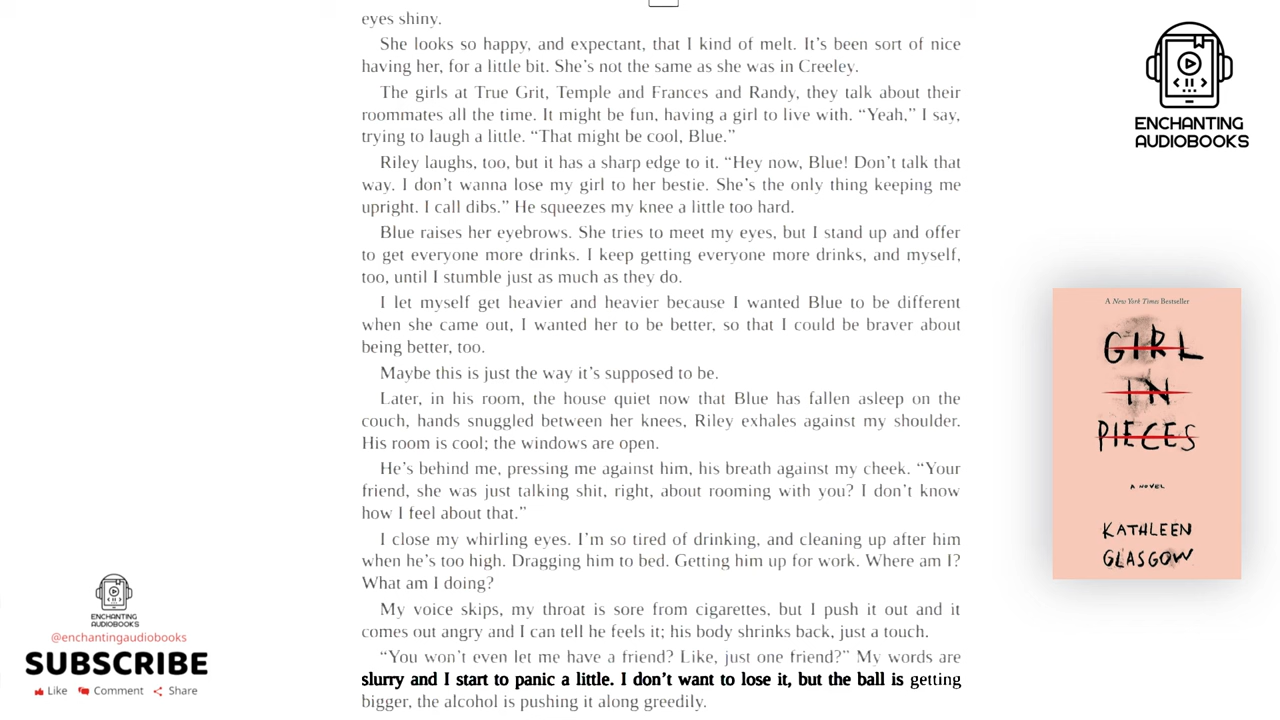 eyes shiny.
She looks so happy, and expectant, that I kind of melt. It’s been sort of nice
having her, for a little bit. She’s not the same as she was in Creeley.
The girls at True Grit, Temple and Frances and Randy, they talk about their
roommates all the time. It might be fun, having a girl to live with. “Yeah,” I say,
trying to laugh a little. “That might be cool, Blue.”
Riley laughs, too, but it has a sharp edge to it. “Hey now, Blue! Don’t talk that
way. I don’t wanna lose my girl to her bestie. She’s the only thing keeping me
upright. I call dibs.” He squeezes my knee a little too hard.
Blue raises her eyebrows. She tries to meet my eyes, but I stand up and offer
to get everyone more drinks. I keep getting everyone more drinks, and myself,
too, until I stumble just as much as they do.
I let myself get heavier and heavier because I wanted Blue to be different
when she came out, I wanted her to be better, so that I could be braver about
being better, too.
Maybe this is just the way it’s supposed to be.
Later, in his room, the house quiet now that Blue has fallen asleep on the
couch, hands snuggled between her knees, Riley exhales against my shoulder.
His room is cool; the windows are open.
He’s behind me, pressing me against him, his breath against my cheek. “Your
friend, she was just talking shit, right, about rooming with you? I don’t know
how I feel about that.”
I close my whirling eyes. I’m so tired of drinking, and cleaning up after him
when he’s too high. Dragging him to bed. Getting him up for work. Where am I?
What am I doing?
My voice skips, my throat is sore from cigarettes, but I push it out and it
comes out angry and I can tell he feels it; his body shrinks back, just a touch.
“You won’t even let me have a friend? Like, just one friend?” My words are
slurry and I start to panic a little. I don’t want to lose it, but the ball is getting
bigger, the alcohol is pushing it along greedily.
ENCHANTING
AUDIOBOOKS
A New York Times Bestseller
GIRL
IN
PIECES
A NOVEL
KATHLEEN
GLASGOW
ENCHANTING
AUDIOBOOKS
@enchantingaudiobooks
SUBSCRIBE
Like Comment Share